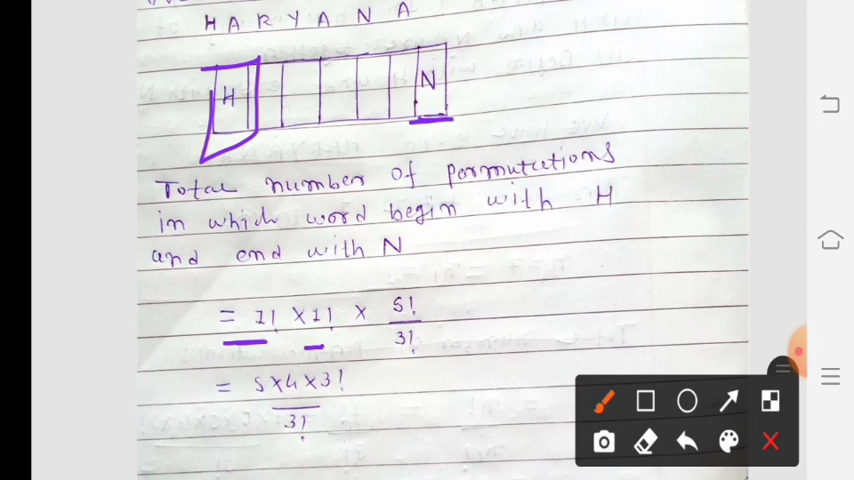 H A R Y A N A
H N
Total number of permutations
in which word begin with H
and end with N
= 1! × 1! × 5!/3!
= 5×4×3!/3!